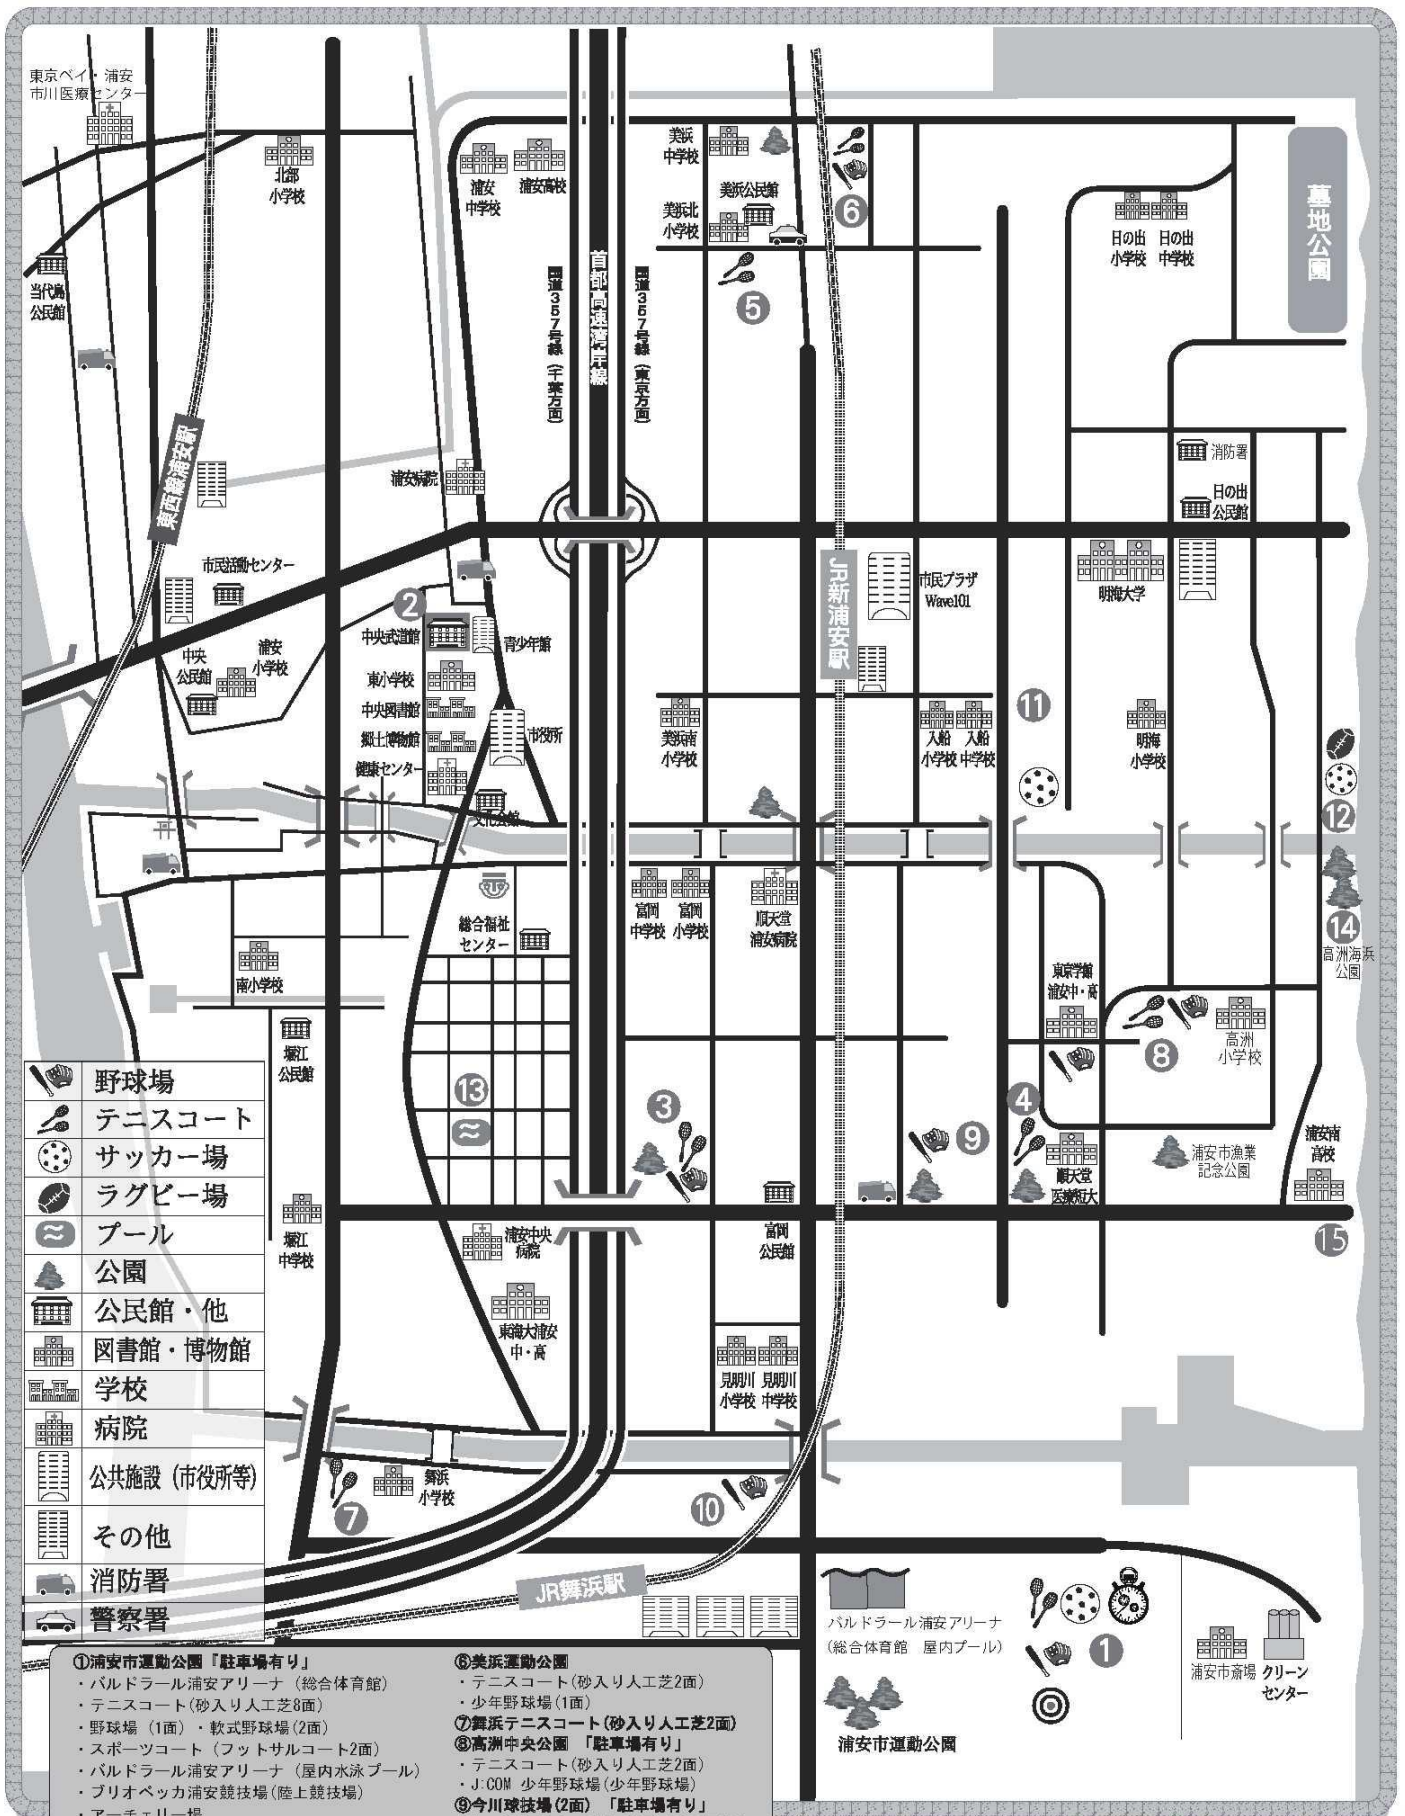 東京ベイ・浦安
市川医療センター
北部
小学校
浦安
中学校
浦安高校
美浜
中学校
美浜公民館
美浜北
小学校
⑥
⑤
日の出
小学校
日の出
中学校
墓地公園
当代島
公民館
国道357号線(千葉方面)
首都高速湾岸線
国道357号線(東京方面)
東西線浦安駅
浦安病院
消防署
日の出
公民館
市民活動センター
②
中央武道館
青少年館
JR新浦安駅
市民プラザ
Wave101
明海大学
中央
公民館
浦安
小学校
東小学校
中央図書館
郷土博物館
市役所
健康センター
文化会館
美浜南
小学校
入船
小学校
入船
中学校
⑪
明海
小学校
⑫
⑭
高洲海浜
公園
総合福祉
センター
富岡
中学校
富岡
小学校
順天堂
浦安病院
南小学校
東京学館
浦安中・高
高洲
小学校
⑧
堀江
公民館
⑬
③
④
⑨
順天堂
医療短大
浦安市漁業
記念公園
浦安南
高校
⑮
堀江
中学校
浦安中央
病院
富岡
公民館
東海大浦安
中・高
見明川
小学校
見明川
中学校
野球場
テニスコート
サッカー場
ラグビー場
プール
公園
公民館・他
図書館・博物館
学校
病院
公共施設(市役所等)
その他
消防署
警察署
⑦
舞浜
小学校
⑩
JR舞浜駅
バルドラール浦安アリーナ
(総合体育館 屋内プール)
①
浦安市斎場
クリーン
センター
浦安市運動公園
①浦安市運動公園「駐車場有り」
・バルドラール浦安アリーナ(総合体育館)
・テニスコート(砂入り人工芝8面)
・野球場(1面)・軟式野球場(2面)
・スポーツコート(フットサルコート2面)
・バルドラール浦安アリーナ(屋内水泳プール)
・ブリオベッカ浦安競技場(陸上競技場)
・アーチェリー場
⑥美浜運動公園
・テニスコート(砂入り人工芝2面)
・少年野球場(1面)
⑦舞浜テニスコート(砂入り人工芝2面)
⑧高洲中央公園 「駐車場有り」
・テニスコート(砂入り人工芝2面)
・J:COM 少年野球場(少年野球場)
⑨今川球技場(2面) 「駐車場有り」